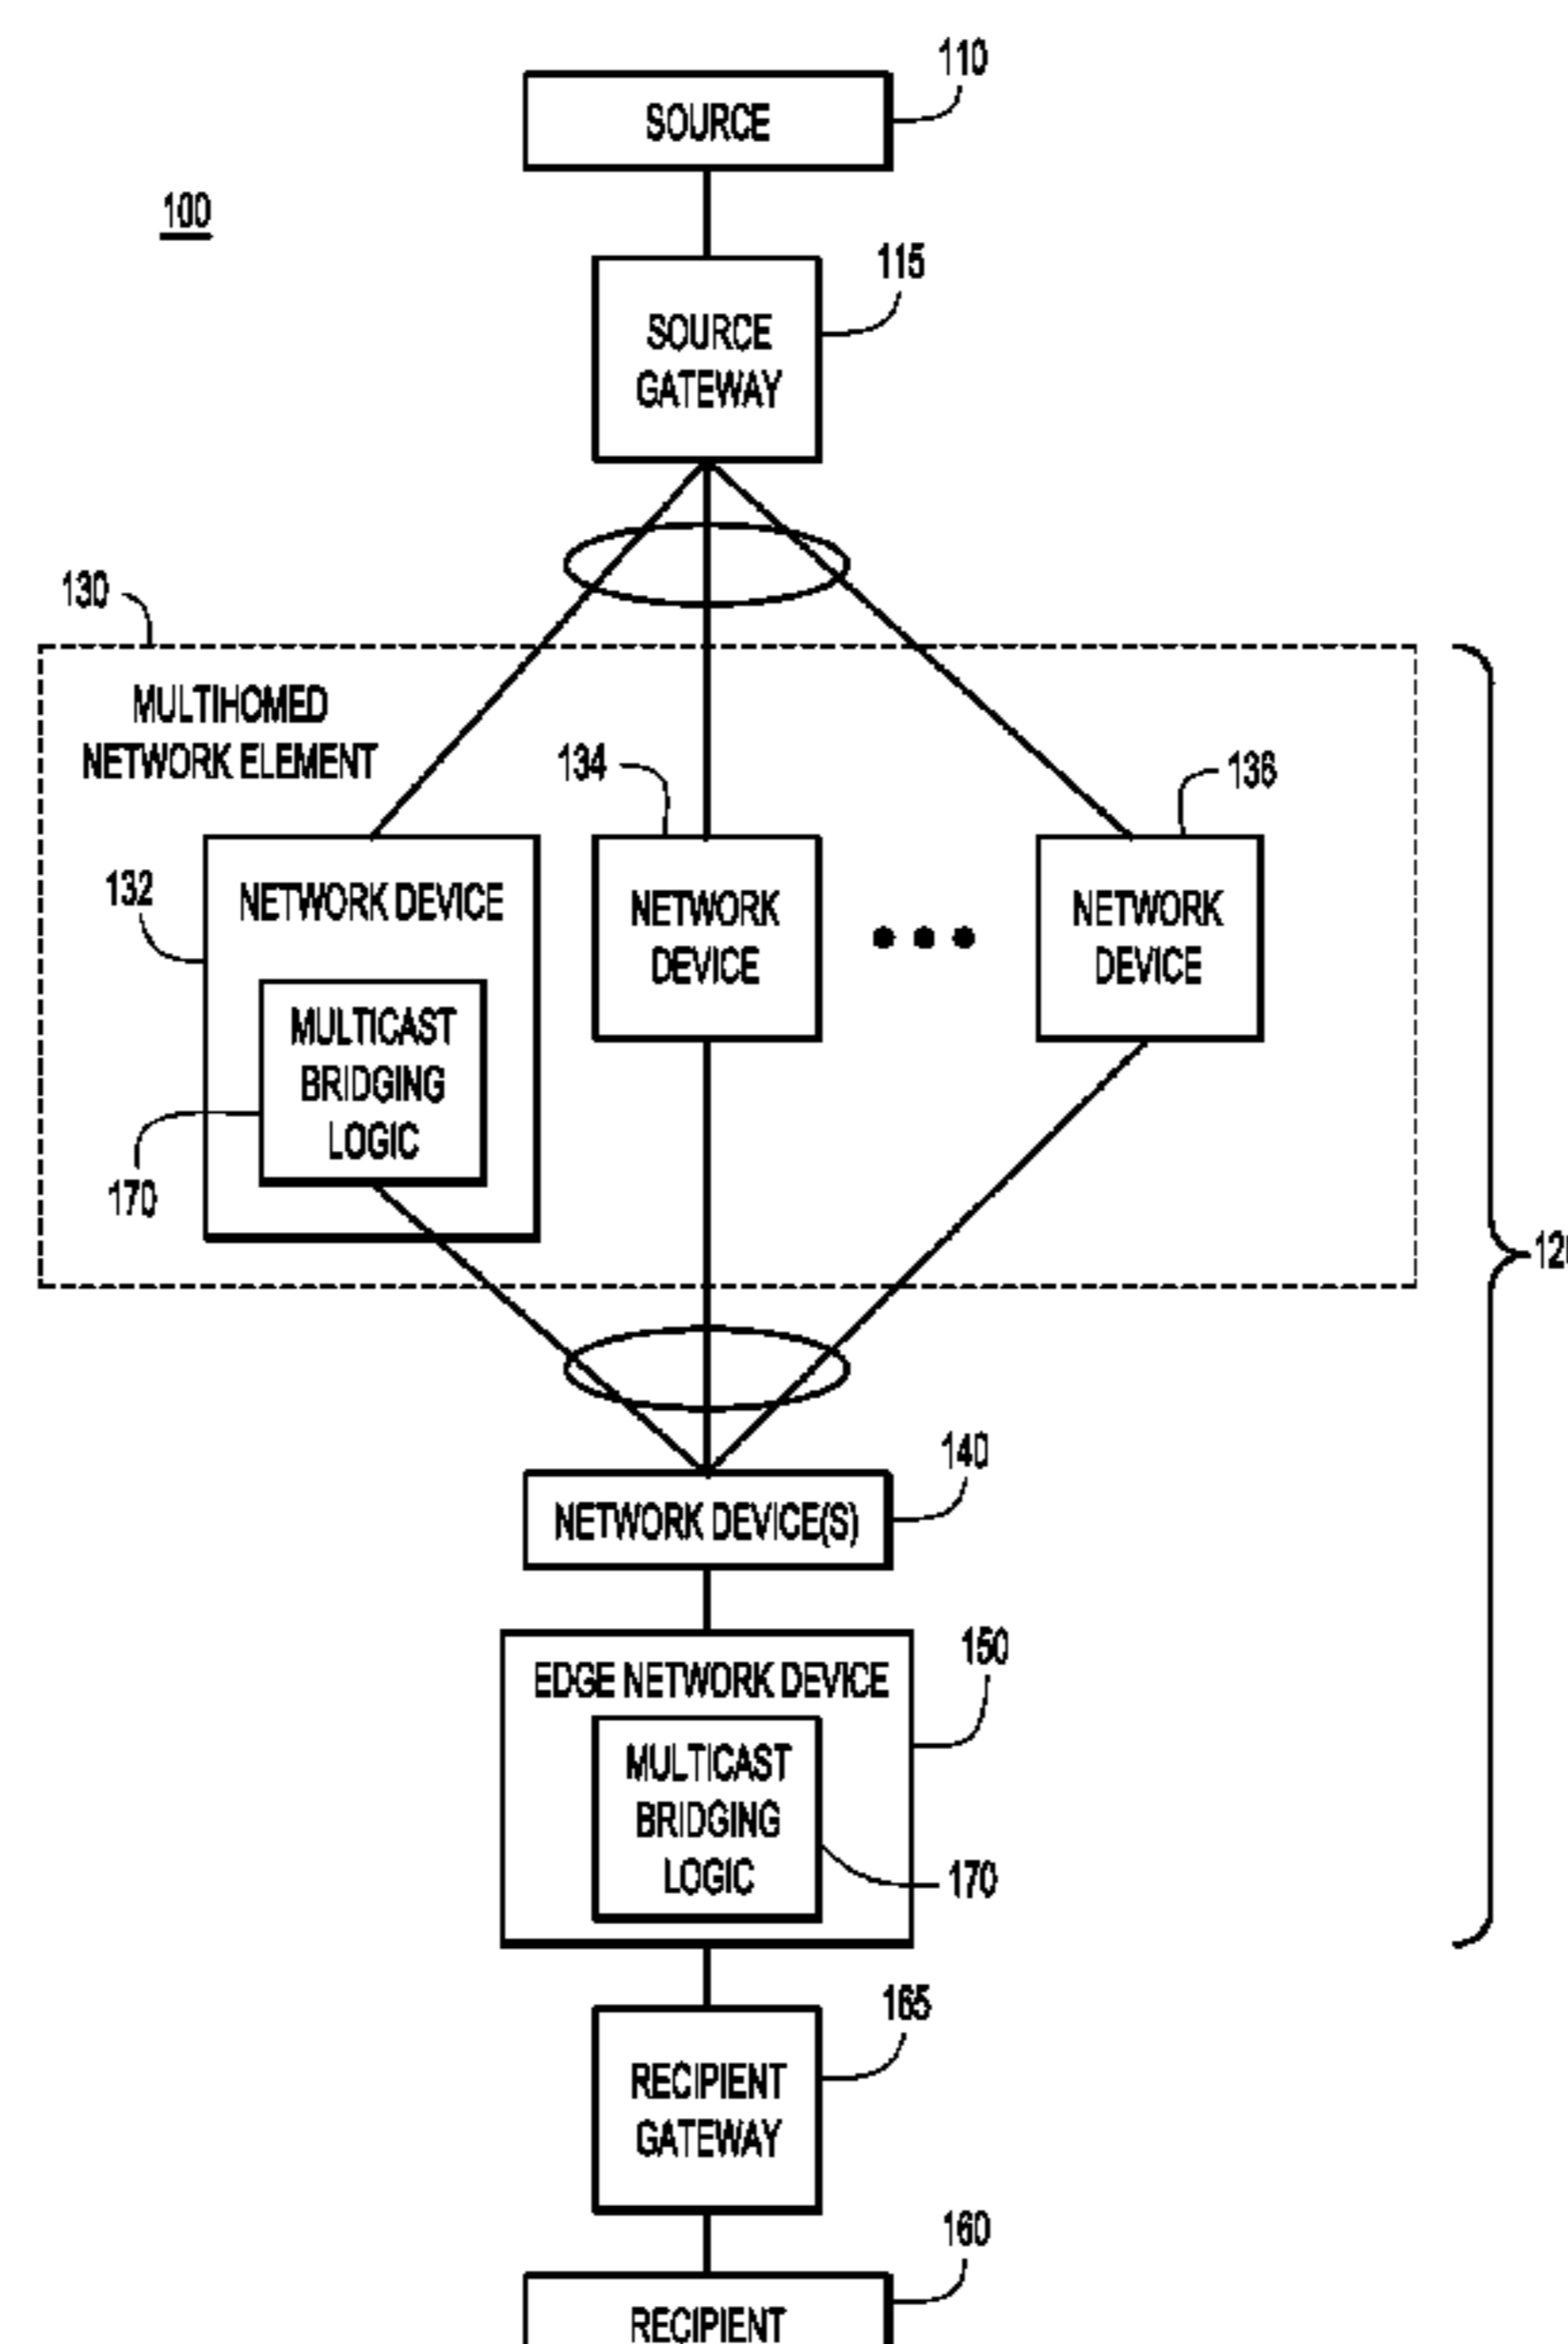 110
SOURCE
100
115
SOURCE
GATEWAY
130
MULTIHOMED
NETWORK ELEMENT
134
136
132
NETWORK DEVICE
NETWORK
DEVICE
NETWORK
DEVICE
MULTICAST
BRIDGING
LOGIC
170
140
NETWORK DEVICE(S)
150
EDGE NETWORK DEVICE
MULTICAST
BRIDGING
LOGIC
170
165
RECIPIENT
GATEWAY
160
RECIPIENT